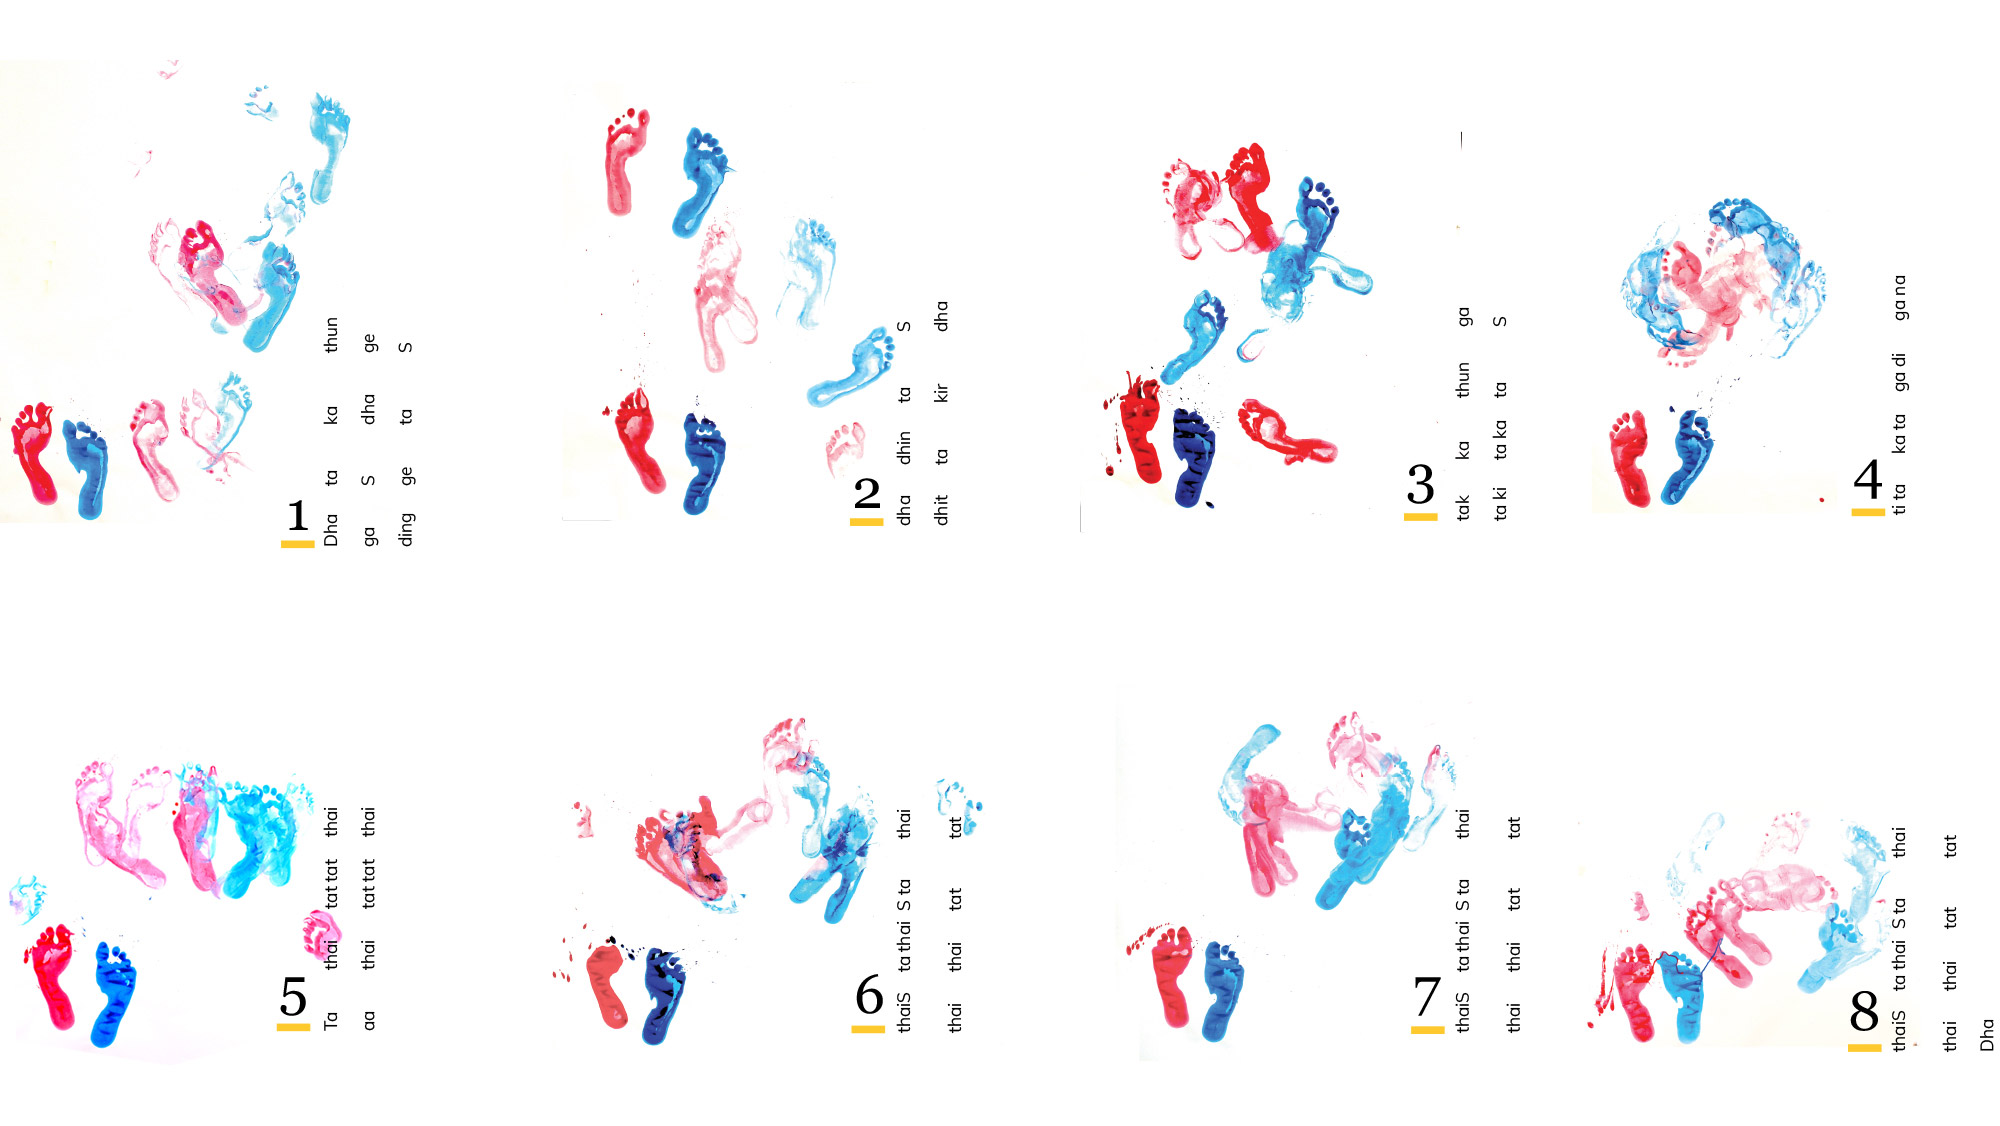 1
Dha ta ka thun
ga S dha ge
ding ge ta S
2
dha dhin ta S
dhit ta kir dha
3
tak ka thun ga
ta ki ta ka ta S
4
ti ta ka ta ga di ga na
5
Ta thai tat tat thai
aa thai tat tat thai
6
thaiS ta thai S ta thai
thai thai tat tat
7
thaiS ta thai S ta thai
thai thai tat tat
8
thaiS ta thai S ta thai
thai thai tat tat
Dha